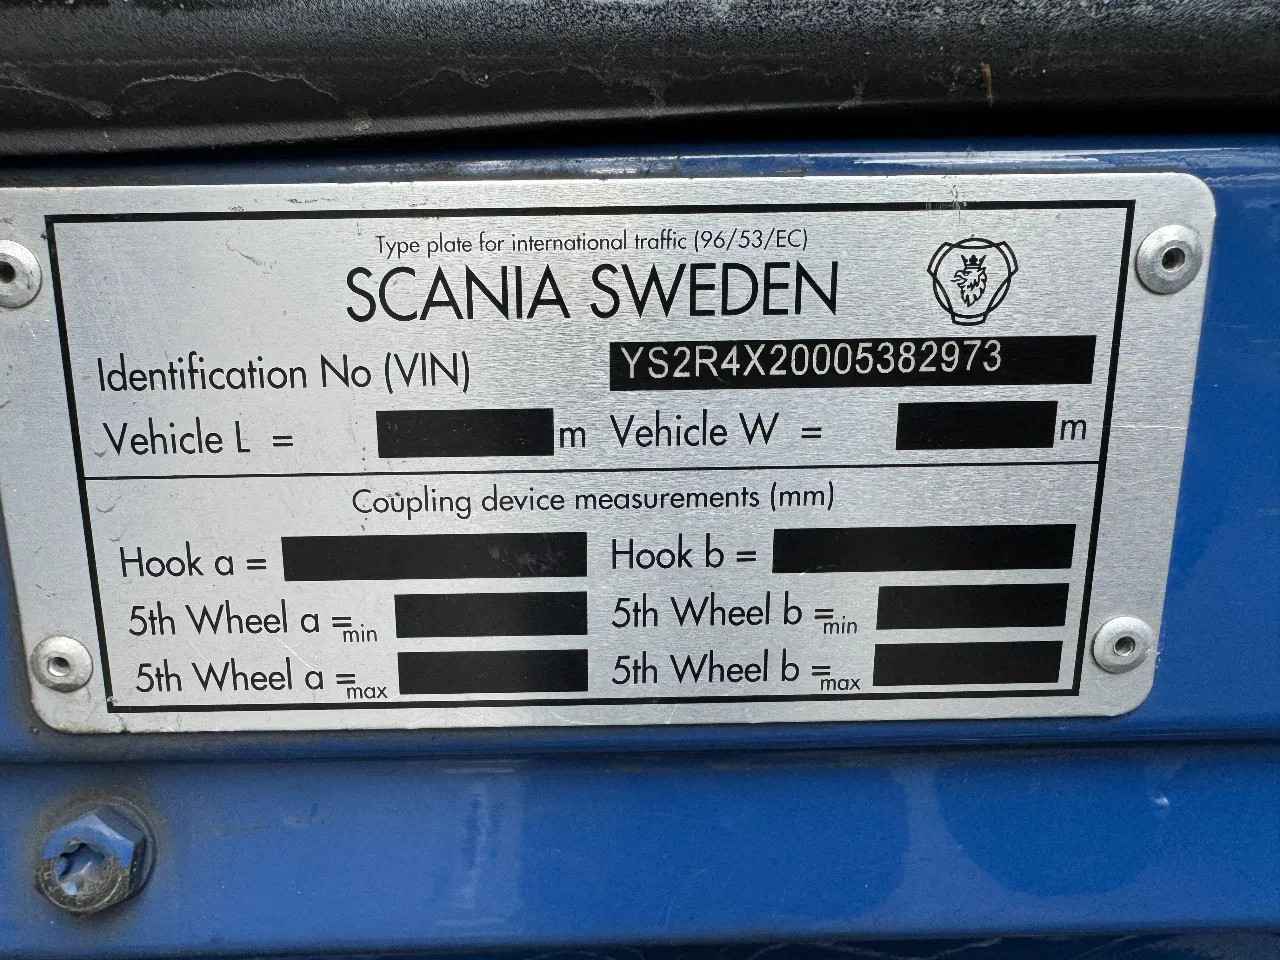 Type plate for international traffic (96/53/EC)
SCANIA SWEDEN
Identification No (VIN) YS2R4X20005382973
Vehicle L = m Vehicle W = m
Coupling device measurements (mm)
Hook a = Hook b =
5th Wheel a = min 5th Wheel b = min
5th Wheel a = max 5th Wheel b = max